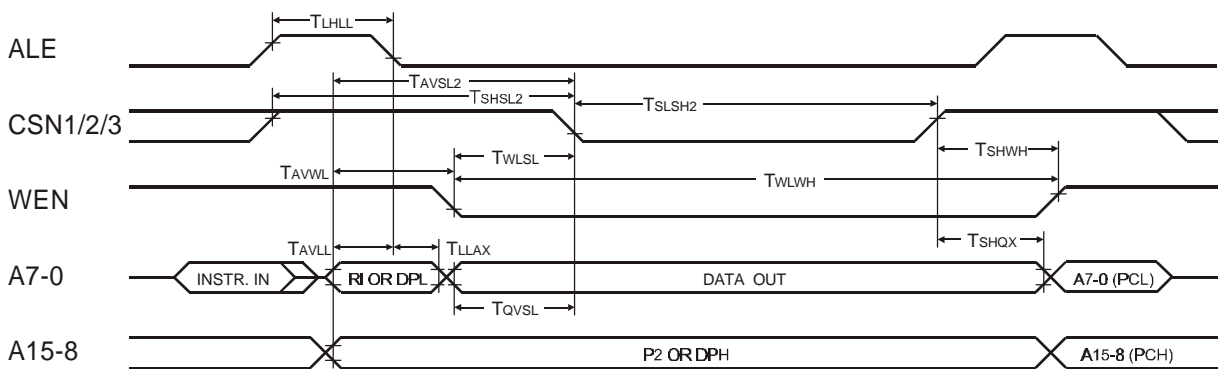 TLHLL
ALE
TAVSL2
TSHSL2
TSLSH2
CSN1/2/3
TWLSL
TSHWH
TAVWL
TWLWH
WEN
TAVLL
TLLAX
TSHQX
A7-0
INSTR. IN
RI OR DPL
DATA OUT
A7-0 (PCL)
TQVSL
A15-8
P2 OR DPH
A15-8 (PCH)